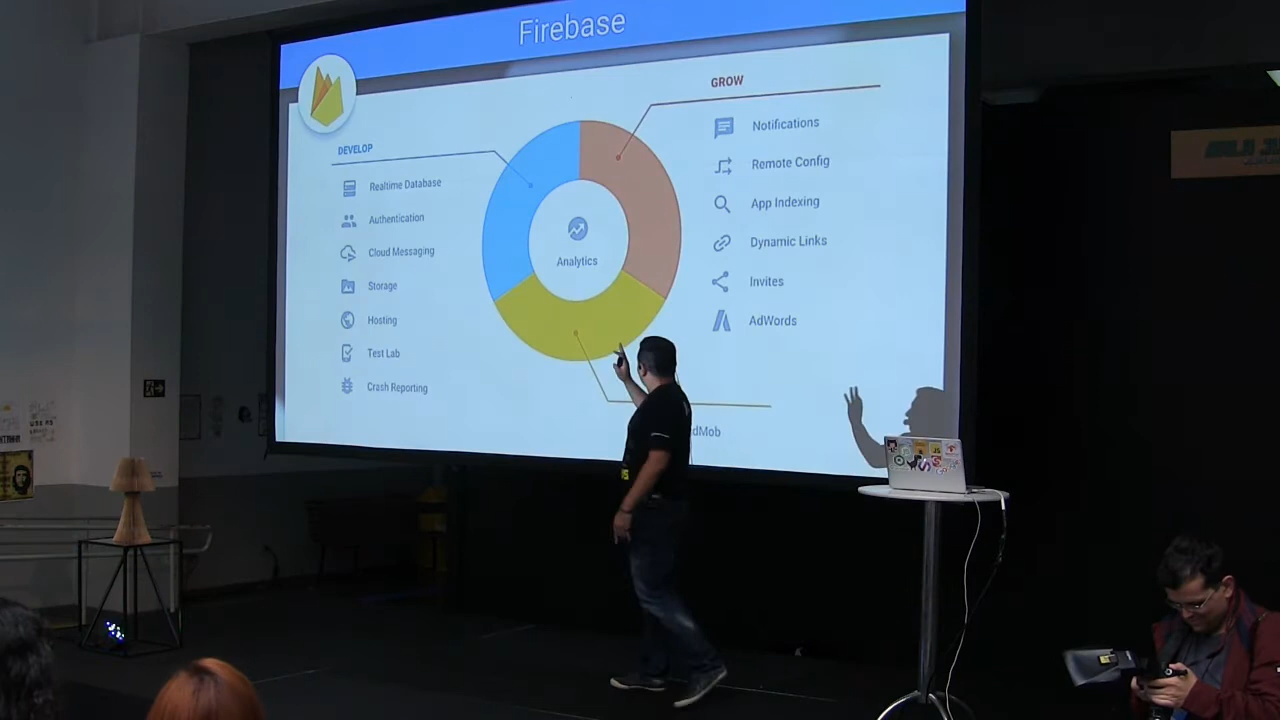 Firebase
DEVELOP
Realtime Database
Authentication
Cloud Messaging
Storage
Hosting
Test Lab
Crash Reporting
Analytics
GROW
Notifications
Remote Config
App Indexing
Dynamic Links
Invites
AdWords
dMob